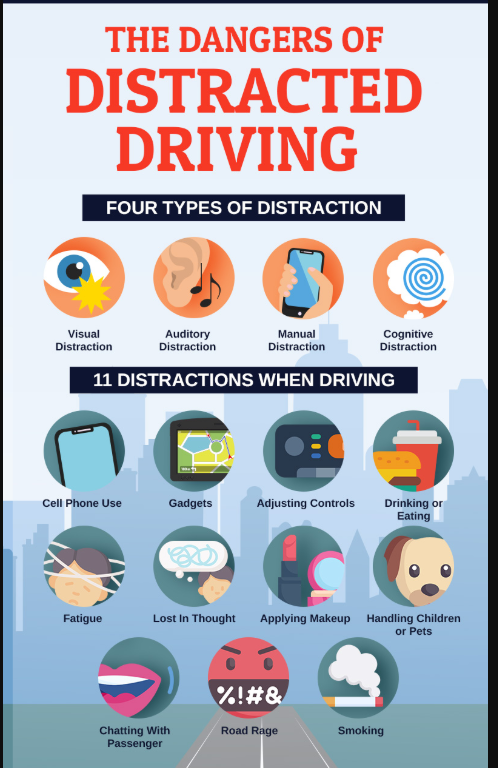 THE DANGERS OF
DISTRACTED
DRIVING
FOUR TYPES OF DISTRACTION
Visual
Distraction
Auditory
Distraction
Manual
Distraction
Cognitive
Distraction
11 DISTRACTIONS WHEN DRIVING
Cell Phone Use
Gadgets
Adjusting Controls
Drinking or
Eating
Fatigue
Lost In Thought
Applying Makeup
Handling Children
or Pets
%!#&
Chatting With
Passenger
Road Rage
Smoking